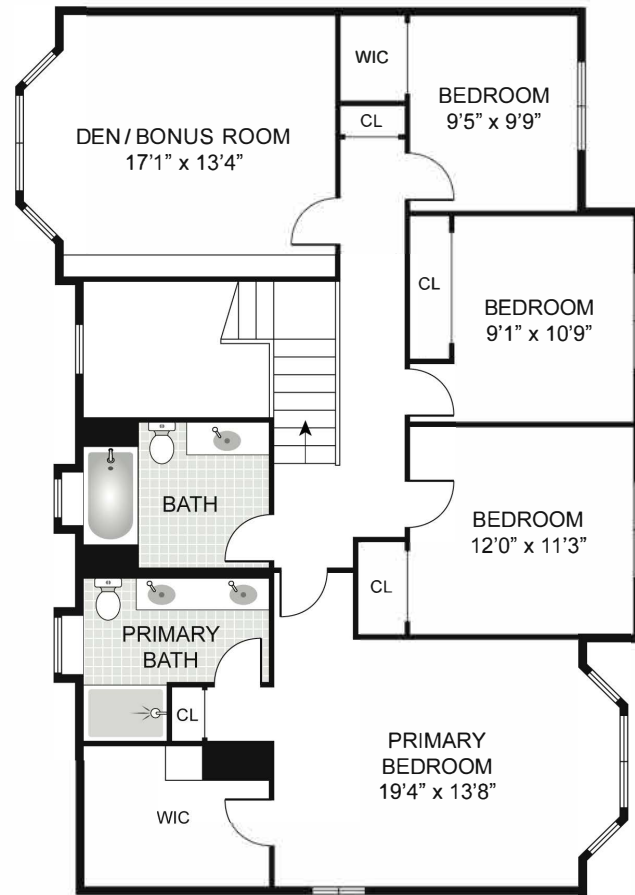 WIC
BEDROOM
9'5” x 9'9”
CL
DEN / BONUS ROOM
17'1” x 13'4”
CL
BEDROOM
9'1” x 10'9”
BATH
BEDROOM
12'0” x 11'3”
CL
PRIMARY
BATH
CL
PRIMARY
BEDROOM
19'4” x 13'8”
WIC